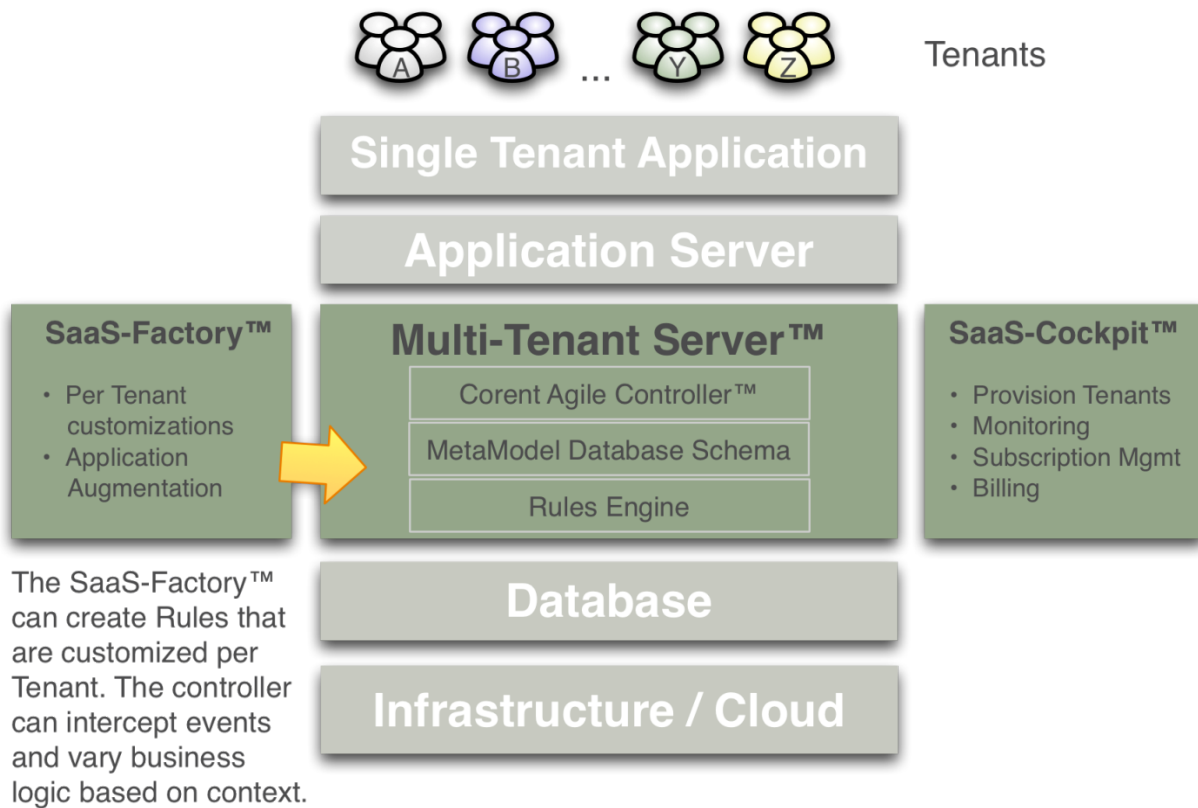 A
B
...
Y
Z
Tenants
Single Tenant Application
Application Server
SaaS-Factory™
• Per Tenant
customizations
• Application
Augmentation
Multi-Tenant Server™
Corent Agile Controller™
MetaModel Database Schema
Rules Engine
SaaS-Cockpit™
• Provision Tenants
• Monitoring
• Subscription Mgmt
• Billing
The SaaS-Factory™
can create Rules that
are customized per
Tenant. The controller
can intercept events
and vary business
logic based on context.
Database
Infrastructure / Cloud